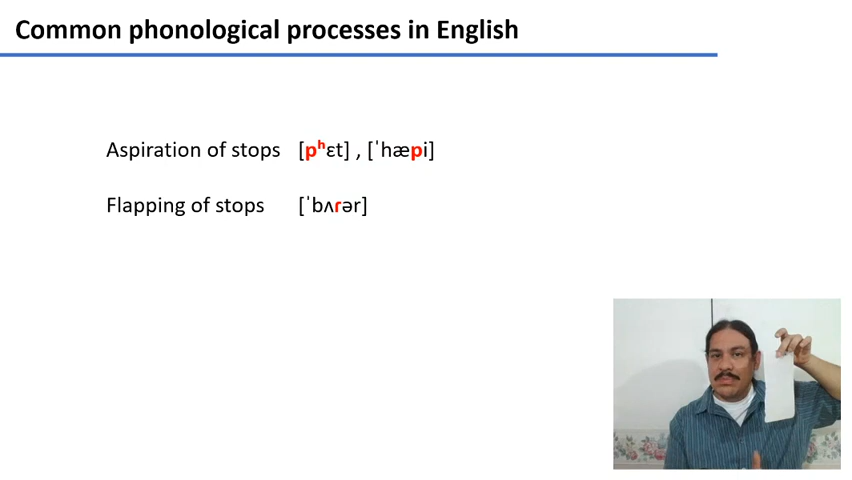 Common phonological processes in English
Aspiration of stops [pʰɛt] , [ˈhæpi]
Flapping of stops [ˈbʌɾər]